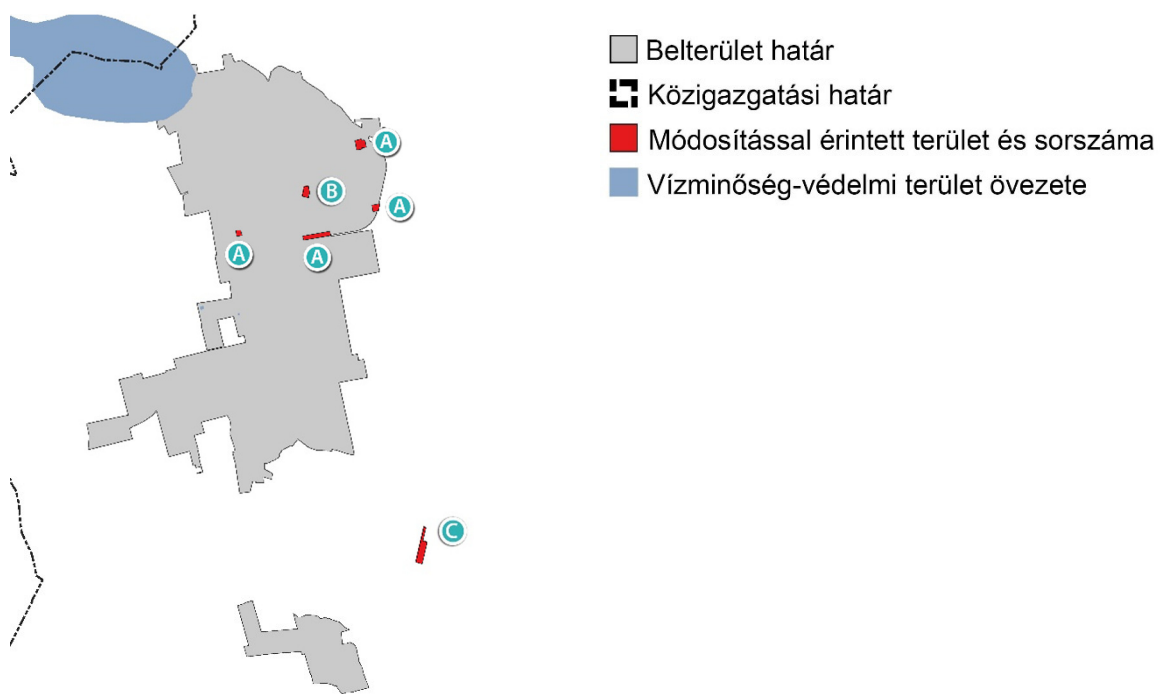 Belterület határ
Közigazgatási határ
Módosítással érintett terület és sorszáma
Vízminőség-védelmi terület övezete
A
B
A
A
A
C